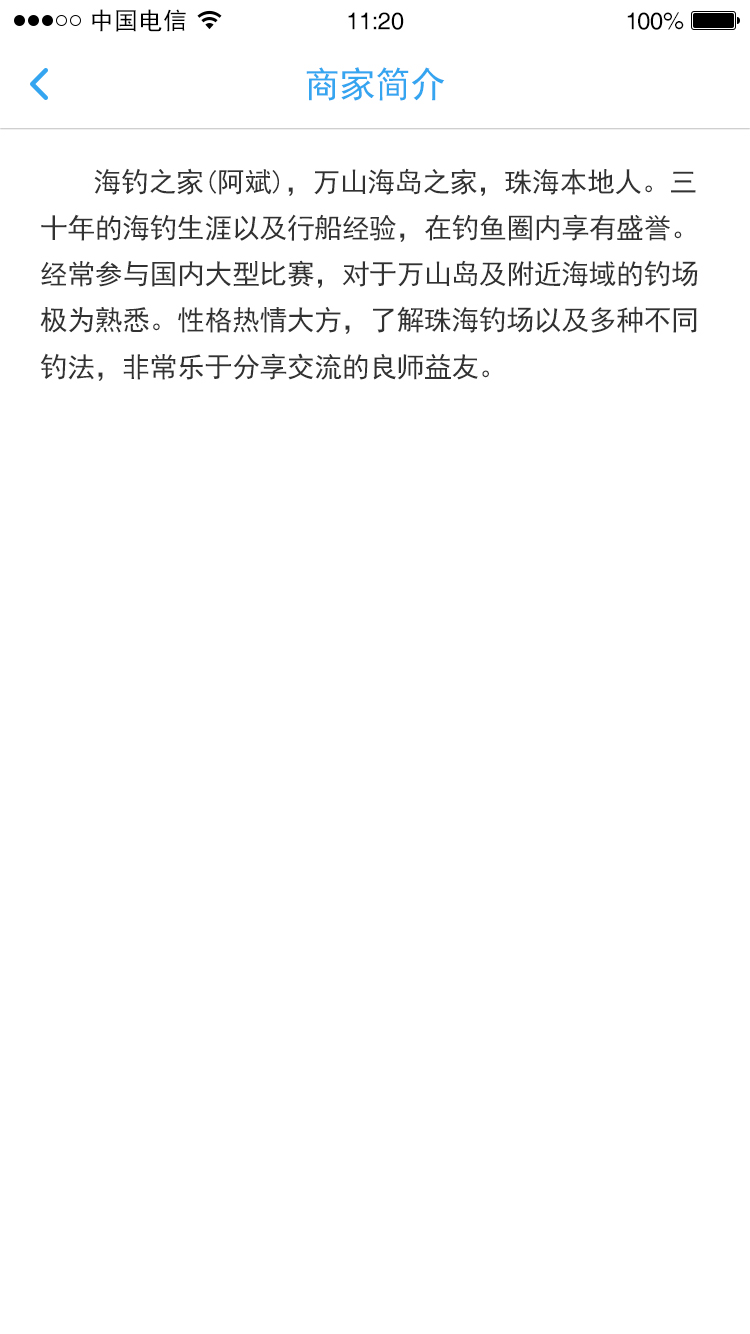 中国电信
11:20
100%
商家简介
海钓之家(阿斌)，万山海岛之家，珠海本地人。三
十年的海钓生涯以及行船经验，在钓鱼圈内享有盛誉。
经常参与国内大型比赛，对于万山岛及附近海域的钓场
极为熟悉。性格热情大方，了解珠海钓场以及多种不同
钓法，非常乐于分享交流的良师益友。